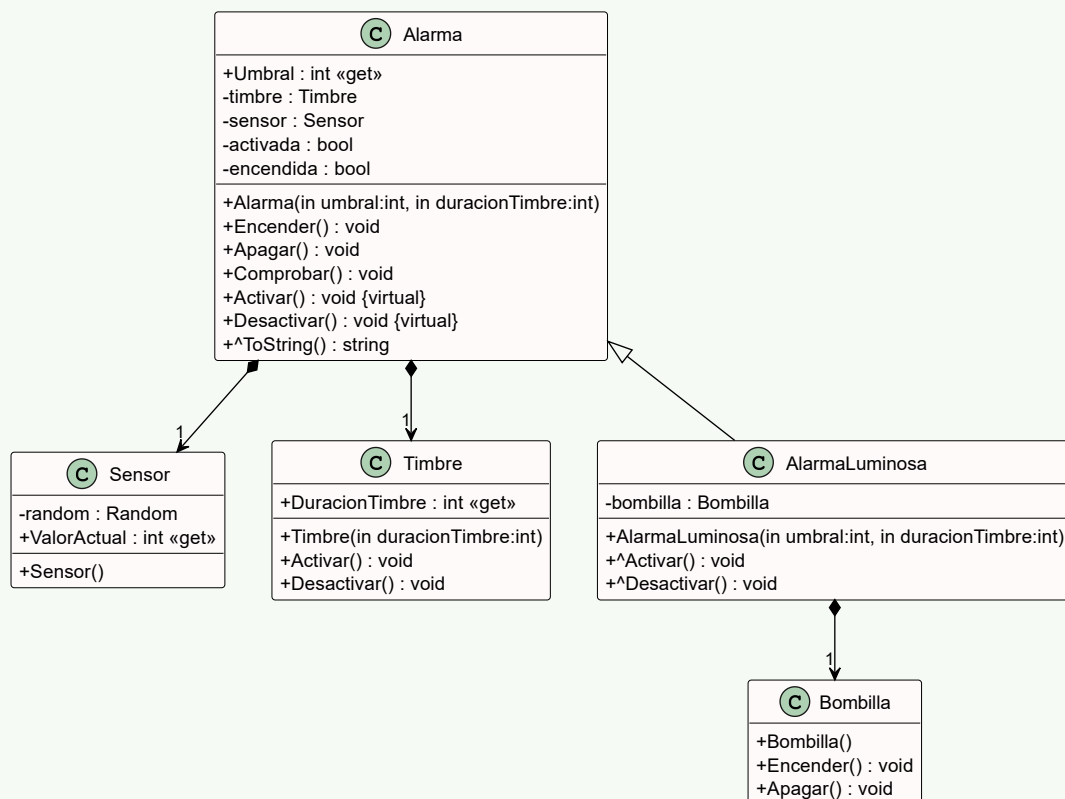 C Alarma
+Umbral : int «get»
-timbre : Timbre
-sensor : Sensor
-activada : bool
-encendida : bool
+Alarma(in umbral:int, in duracionTimbre:int)
+Encender() : void
+Apagar() : void
+Comprobar() : void
+Activar() : void {virtual}
+Desactivar() : void {virtual}
+^ToString() : string
1
C Sensor
-random : Random
+ValorActual : int «get»
+Sensor()
1
C Timbre
+DuracionTimbre : int «get»
+Timbre(in duracionTimbre:int)
+Activar() : void
+Desactivar() : void
C AlarmaLuminosa
-bombilla : Bombilla
+AlarmaLuminosa(in umbral:int, in duracionTimbre:int)
+^Activar() : void
+^Desactivar() : void
1
C Bombilla
+Bombilla()
+Encender() : void
+Apagar() : void